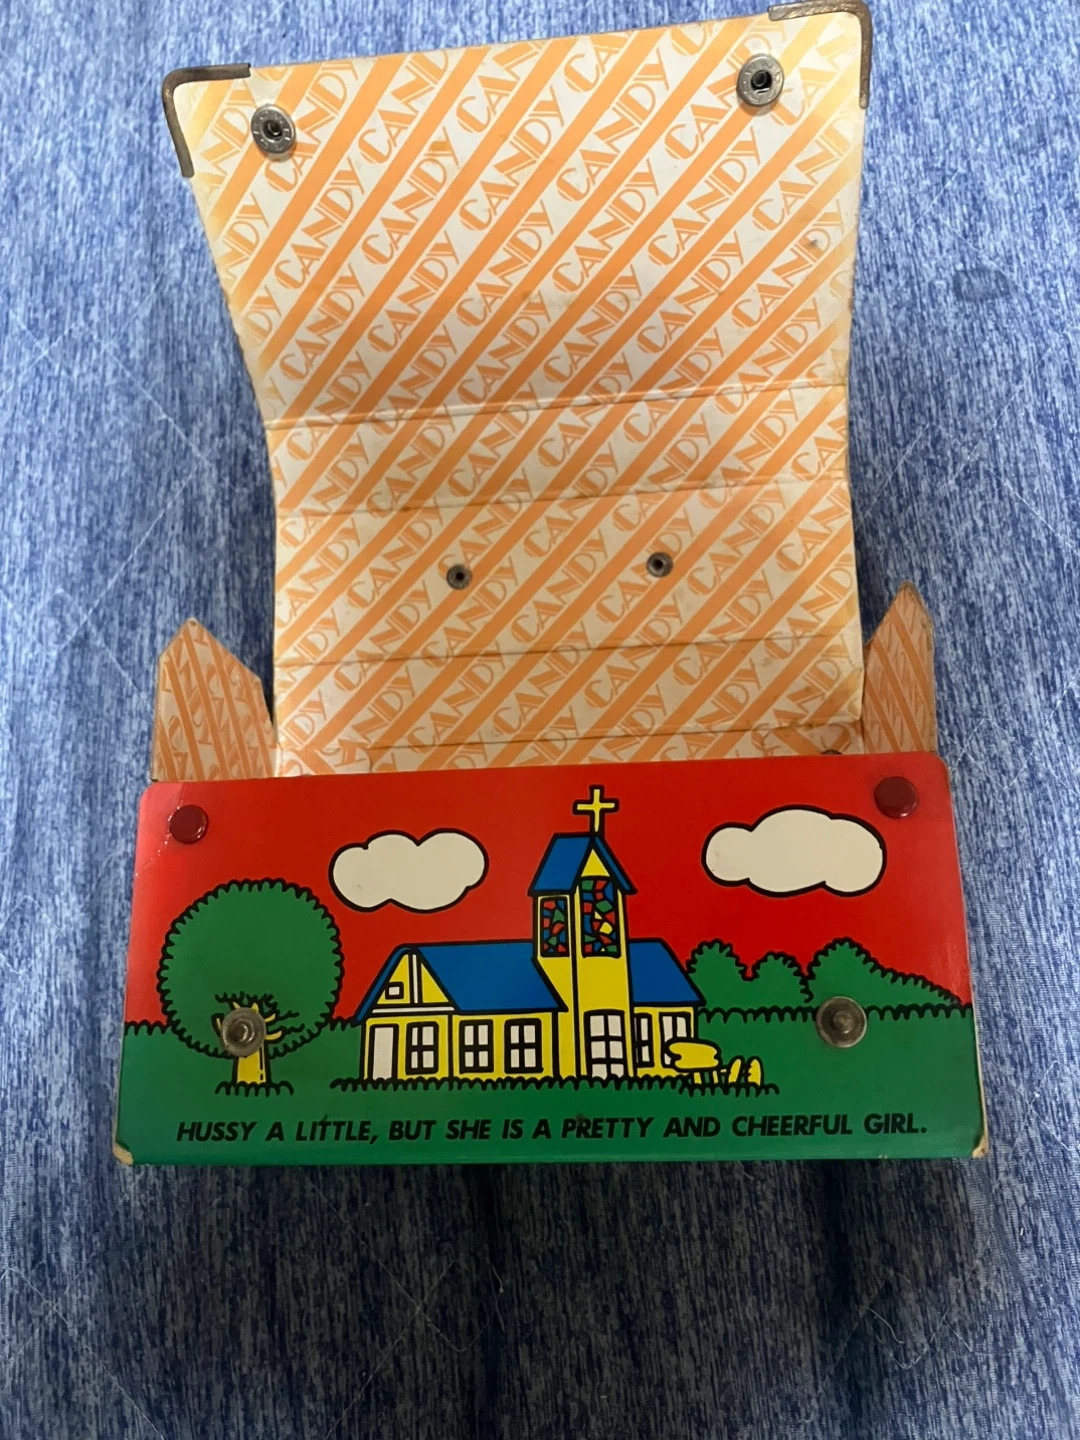 CANDY CANDY CANDY CANDY
HUSSY A LITTLE, BUT SHE IS A PRETTY AND CHEERFUL GIRL.